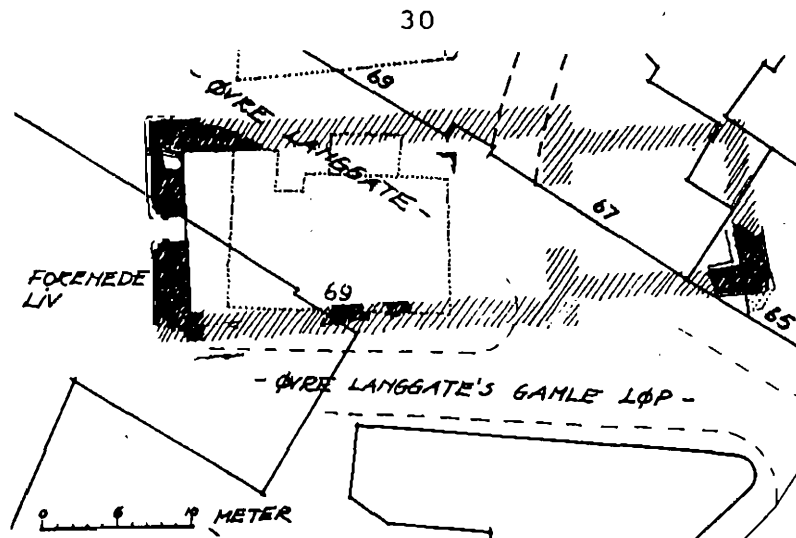 30
69
- ØVRE LANGGATE -
67
FORENEDE
LIV
69
65
- ØVRE LANGGATE'S GAMLE LØP -
0 5 10 METER